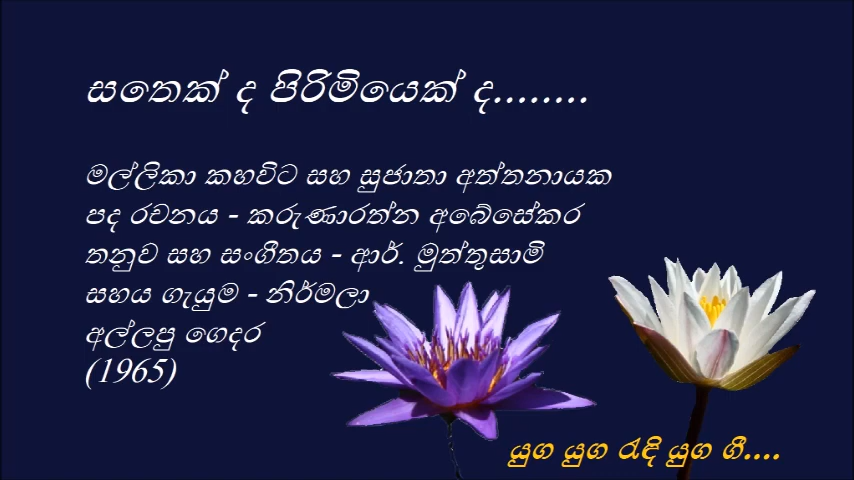 සතෙක් ද පිරිමියෙක් ද........
මල්ලිකා කහවිට සහ සුජාතා අත්තනායක
පද රචනය - කරුණාරත්න අබේසේකර
තනුව සහ සංගීතය - ආර්. මුත්තුසාමි
සහය ගැයුම - නිර්මලා
අල්ලපු ගෙදර
(1965)
යුග යුග රැඳි යුග ගී....